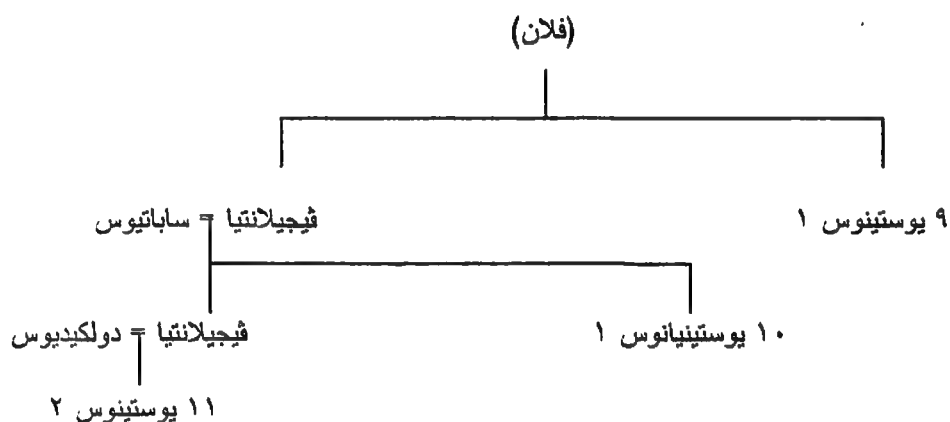 (فلان)
٩ يوستينوس ١
ڤيجيلانتيا = ساباتيوس
١٠ يوستينيانوس ١
ڤيجيلانتيا = دولكيديوس
١١ يوستينوس ٢